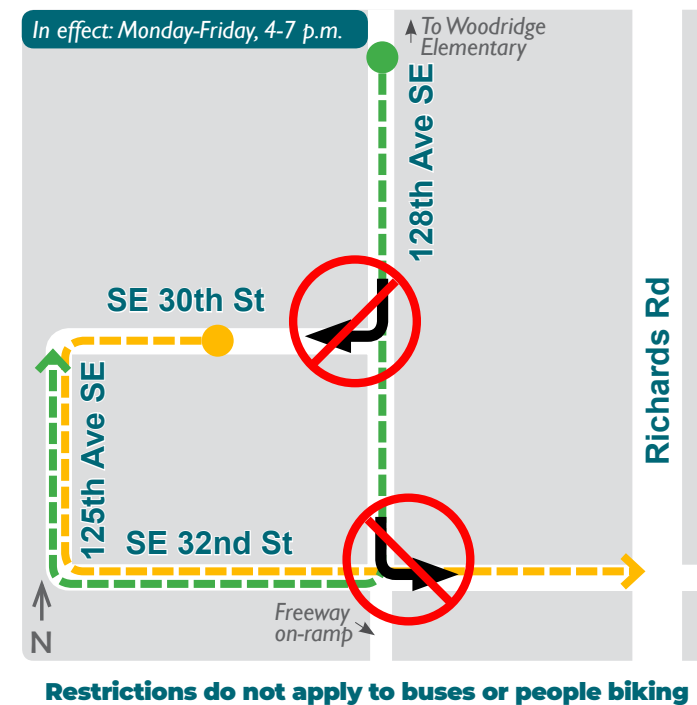 In effect: Monday-Friday, 4-7 p.m.
To Woodridge
Elementary
128th Ave SE
SE 30th St
Richards Rd
125th Ave SE
SE 32nd St
Freeway
on-ramp
N
Restrictions do not apply to buses or people biking